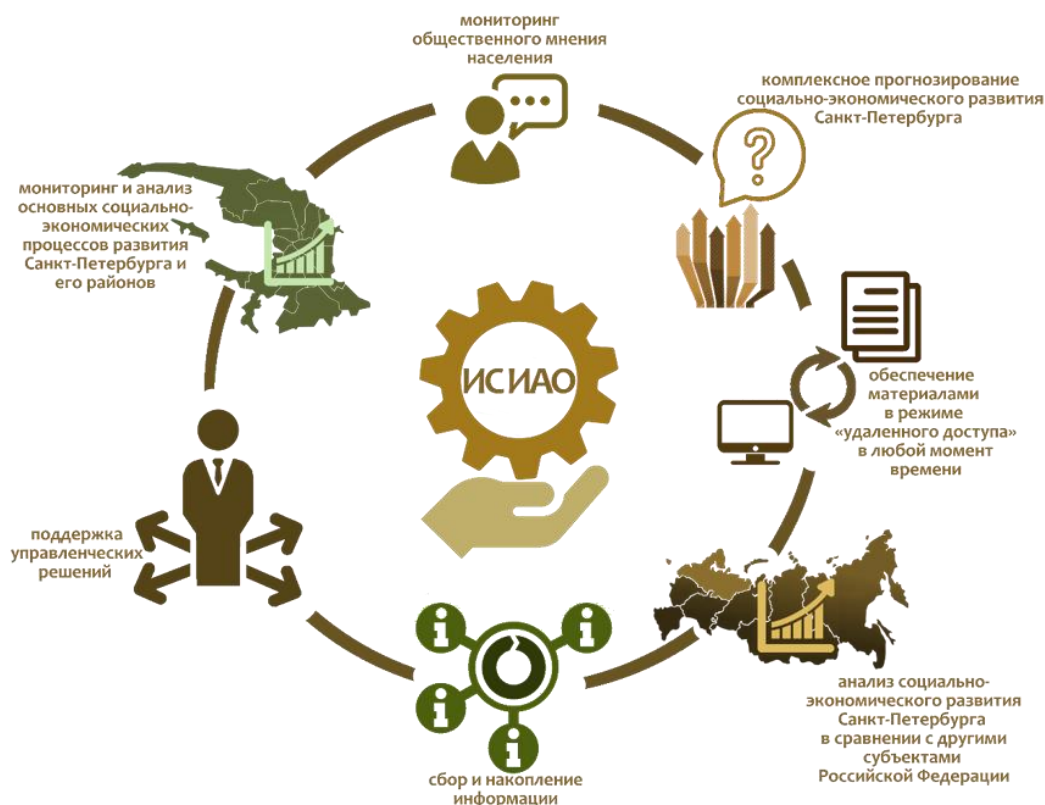 мониторинг
общественного мнения
населения
комплексное прогнозирование
социально-экономического развития
Санкт-Петербурга
мониторинг и анализ
основных социально-
экономических
процессов развития
Санкт-Петербурга и
его районов
ИС ИАО
обеспечение
материалами
в режиме
«удаленного доступа»
в любой момент
времени
поддержка
управленческих
решений
анализ социально-
экономического развития
Санкт-Петербурга
в сравнении с другими
субъектами
Российской Федерации
сбор и накопление
информации